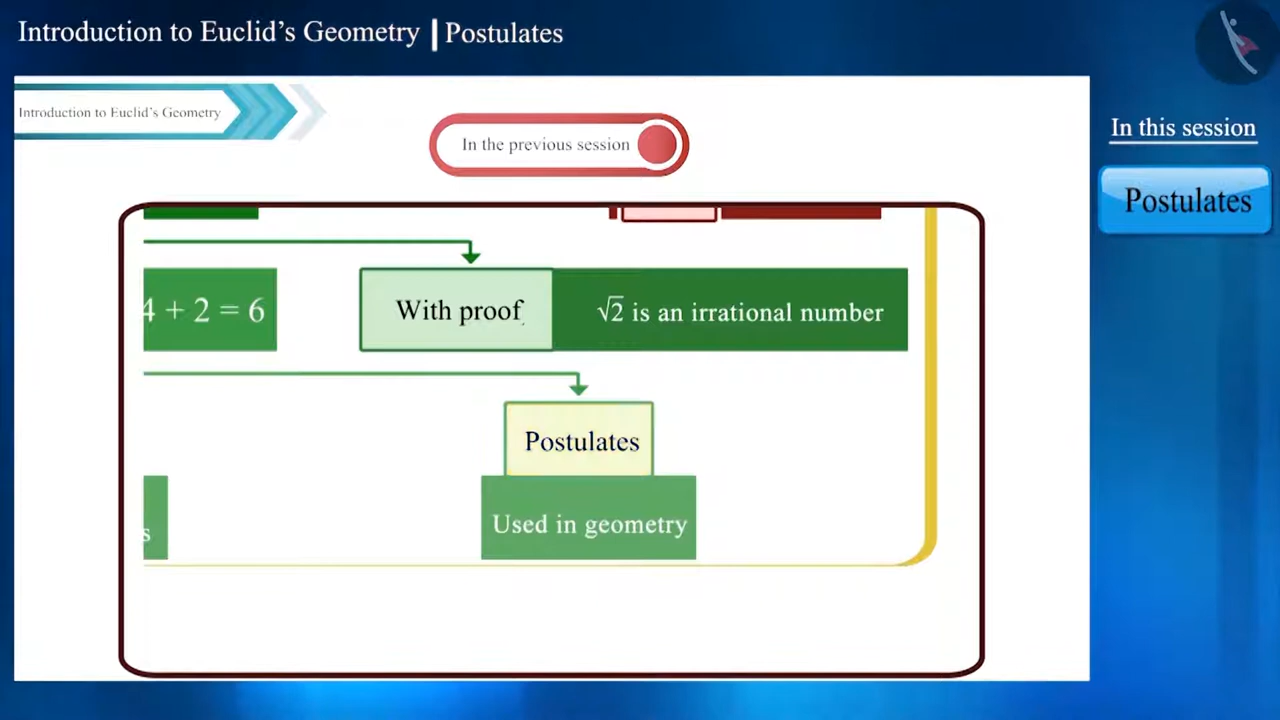 Introduction to Euclid's Geometry | Postulates
Introduction to Euclid's Geometry
In the previous session
In this session
Postulates
4 + 2 = 6
With proof
√2 is an irrational number
Postulates
s
Used in geometry